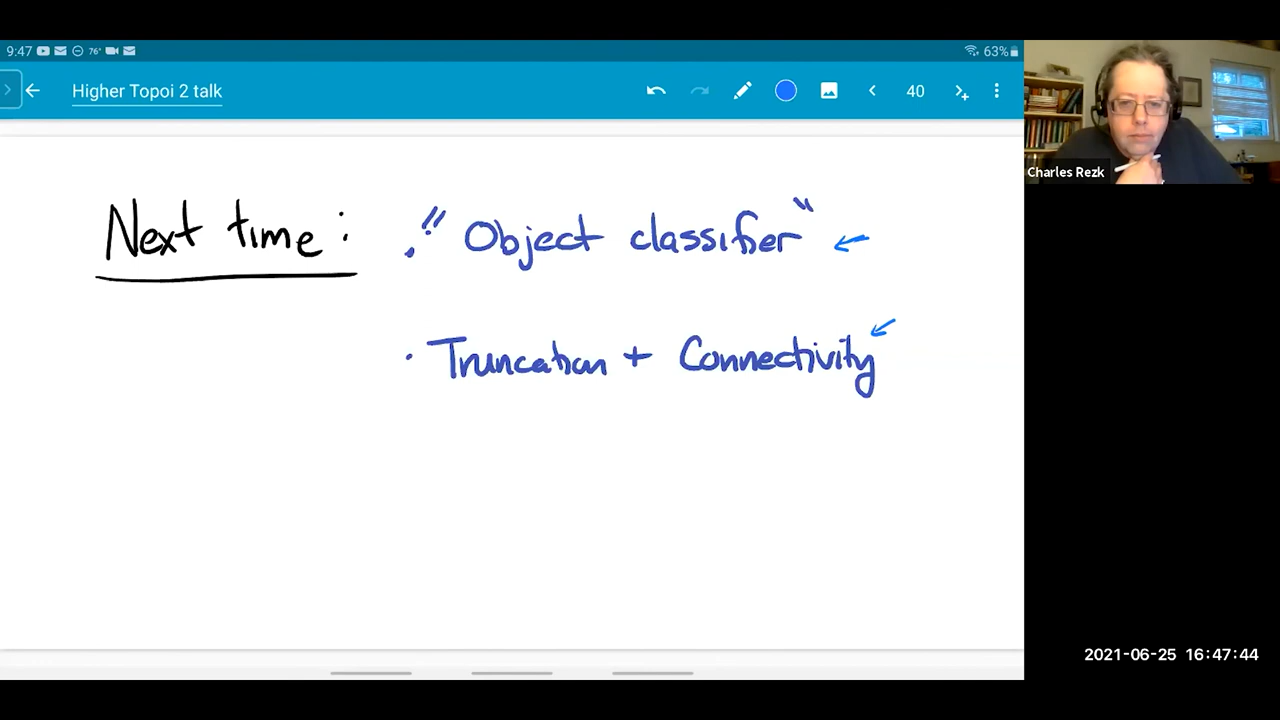 9:47 76° 63%
Higher Topoi 2 talk 40
Next time: • "Object classifier"
• Truncation + Connectivity
Charles Rezk
2021-06-25 16:47:44